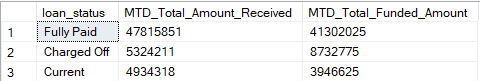 loan_status MTD_Total_Amount_Received MTD_Total_Funded_Amount
1 Fully Paid 47815851 41302025
2 Charged Off 5324211 8732775
3 Current 4934318 3946625